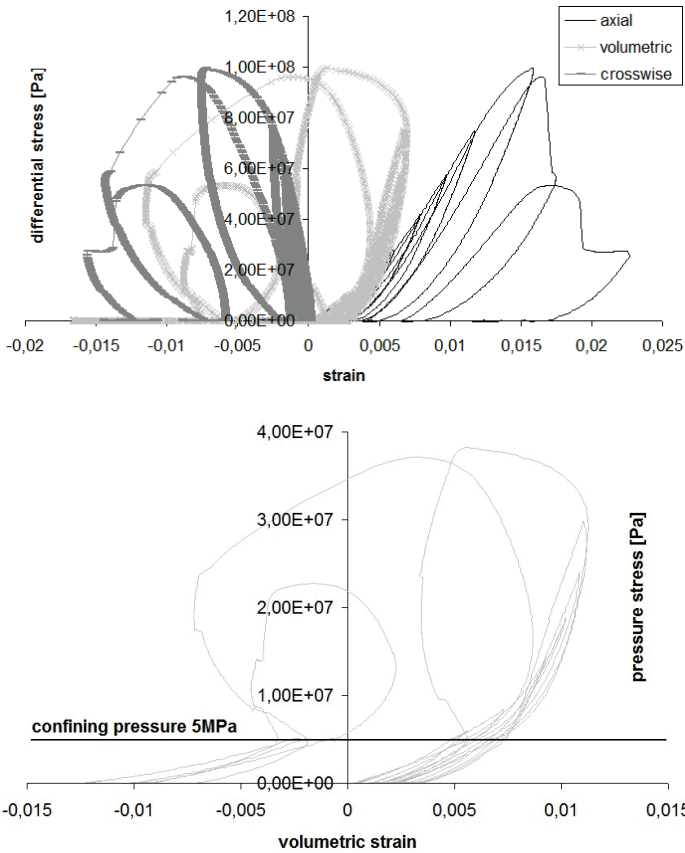 1,20E+08
1,00E+08
8,00E+07
6,00E+07
4,00E+07
2,00E+07
0,00E+00
differential stress [Pa]
axial
volumetric
crosswise
-0,02 -0,015 -0,01 -0,005 0 0,005 0,01 0,015 0,02 0,025
strain
4,00E+07
3,00E+07
2,00E+07
1,00E+07
0,00E+00
pressure stress [Pa]
confining pressure 5MPa
-0,015 -0,01 -0,005 0 0,005 0,01 0,015
volumetric strain